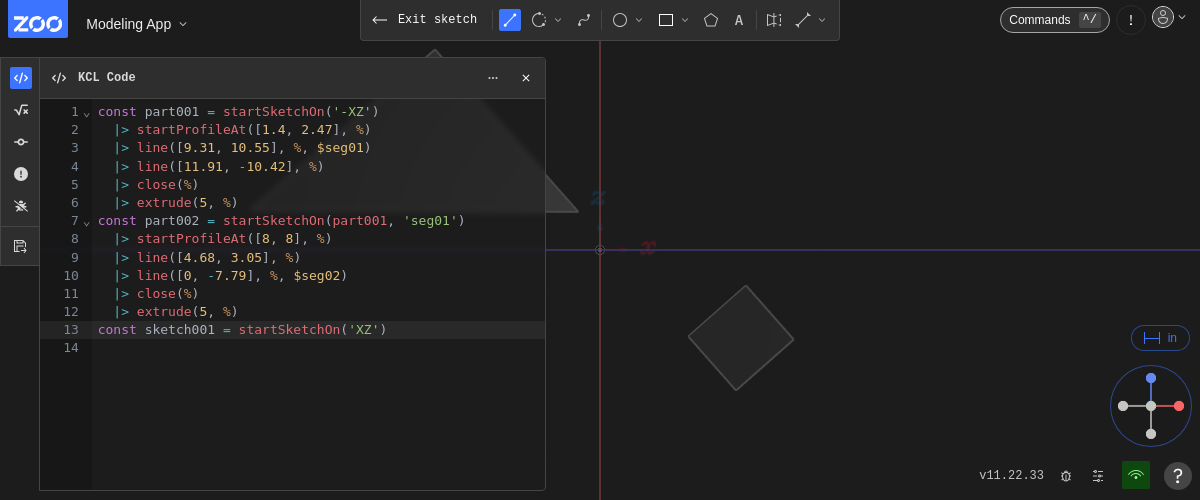 ZOO Modeling App
Exit sketch
A
Commands ^/
!
</> KCL Code
1 const part001 = startSketchOn('-XZ')
2   |> startProfileAt([1.4, 2.47], %)
3   |> line([9.31, 10.55], %, $seg01)
4   |> line([11.91, -10.42], %)
5   |> close(%)
6   |> extrude(5, %)
7 const part002 = startSketchOn(part001, 'seg01')
8   |> startProfileAt([8, 8], %)
9   |> line([4.68, 3.05], %)
10   |> line([0, -7.79], %, $seg02)
11   |> close(%)
12   |> extrude(5, %)
13 const sketch001 = startSketchOn('XZ')
14
z
x
in
v11.22.33
?